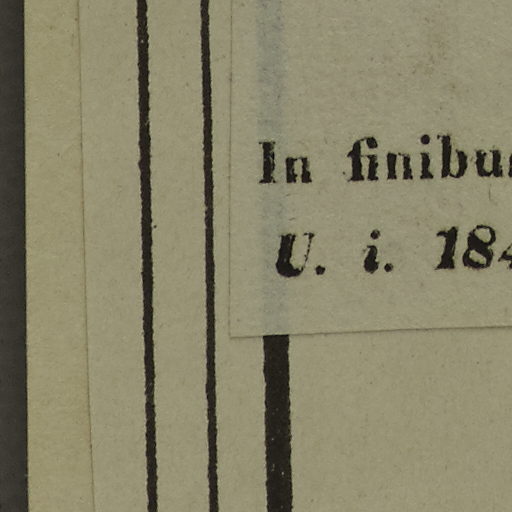 In finibu
U. i. 184